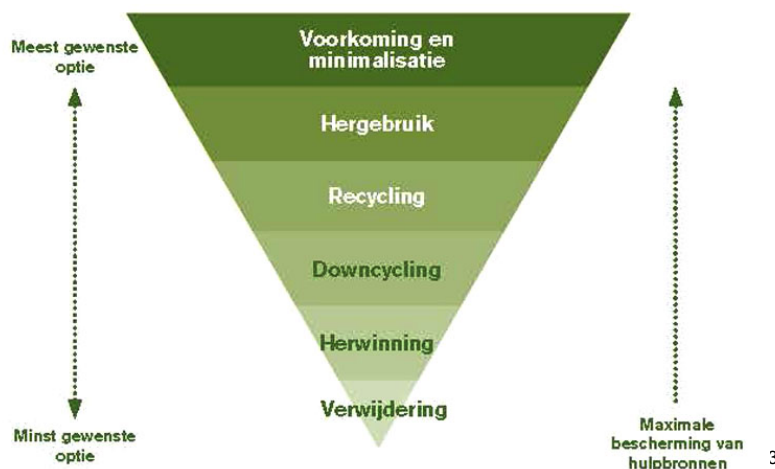 Meest gewenste
optie
Voorkoming en
minimalisatie
Hergebruik
Recycling
Downcycling
Herwinning
Verwijdering
Minst gewenste
optie
Maximale
bescherming van
hulpbronnen
3